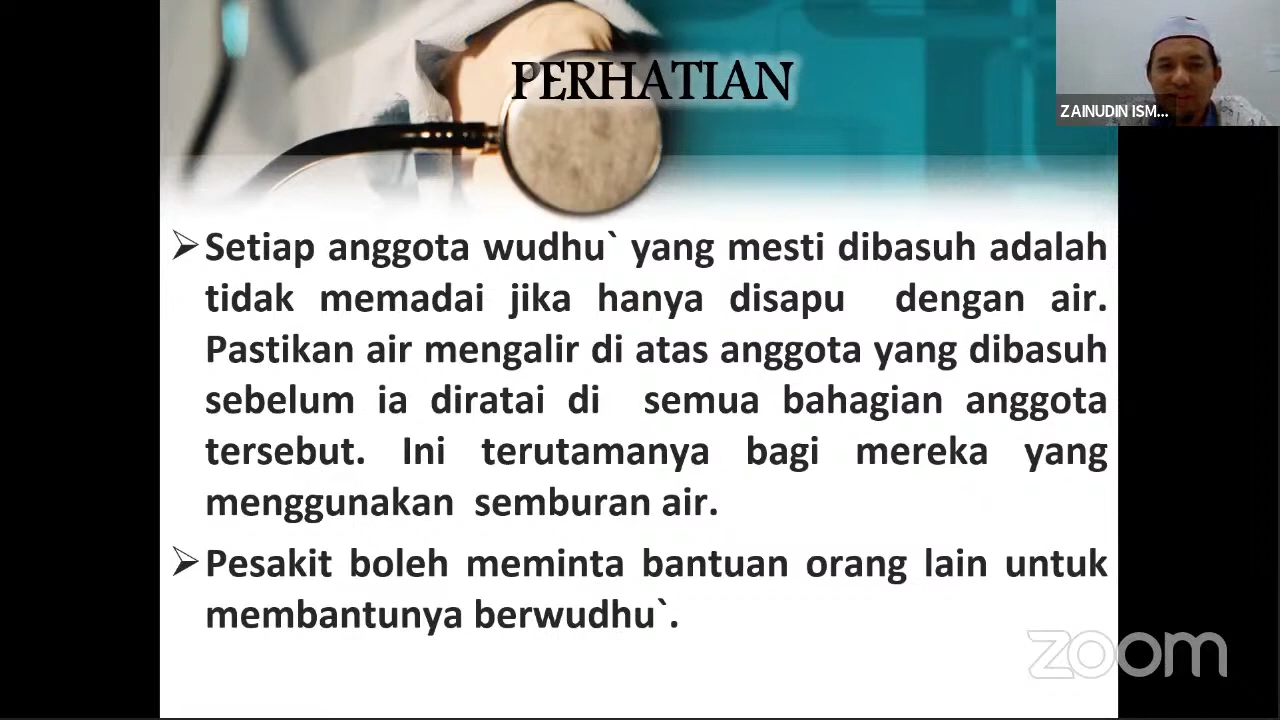 PERHATIAN
ZAINUDIN ISM...
➢Setiap anggota wudhu` yang mesti dibasuh adalah
tidak memadai jika hanya disapu dengan air.
Pastikan air mengalir di atas anggota yang dibasuh
sebelum ia diratai di semua bahagian anggota
tersebut. Ini terutamanya bagi mereka yang
menggunakan semburan air.
➢Pesakit boleh meminta bantuan orang lain untuk
membantunya berwudhu`.
zoom